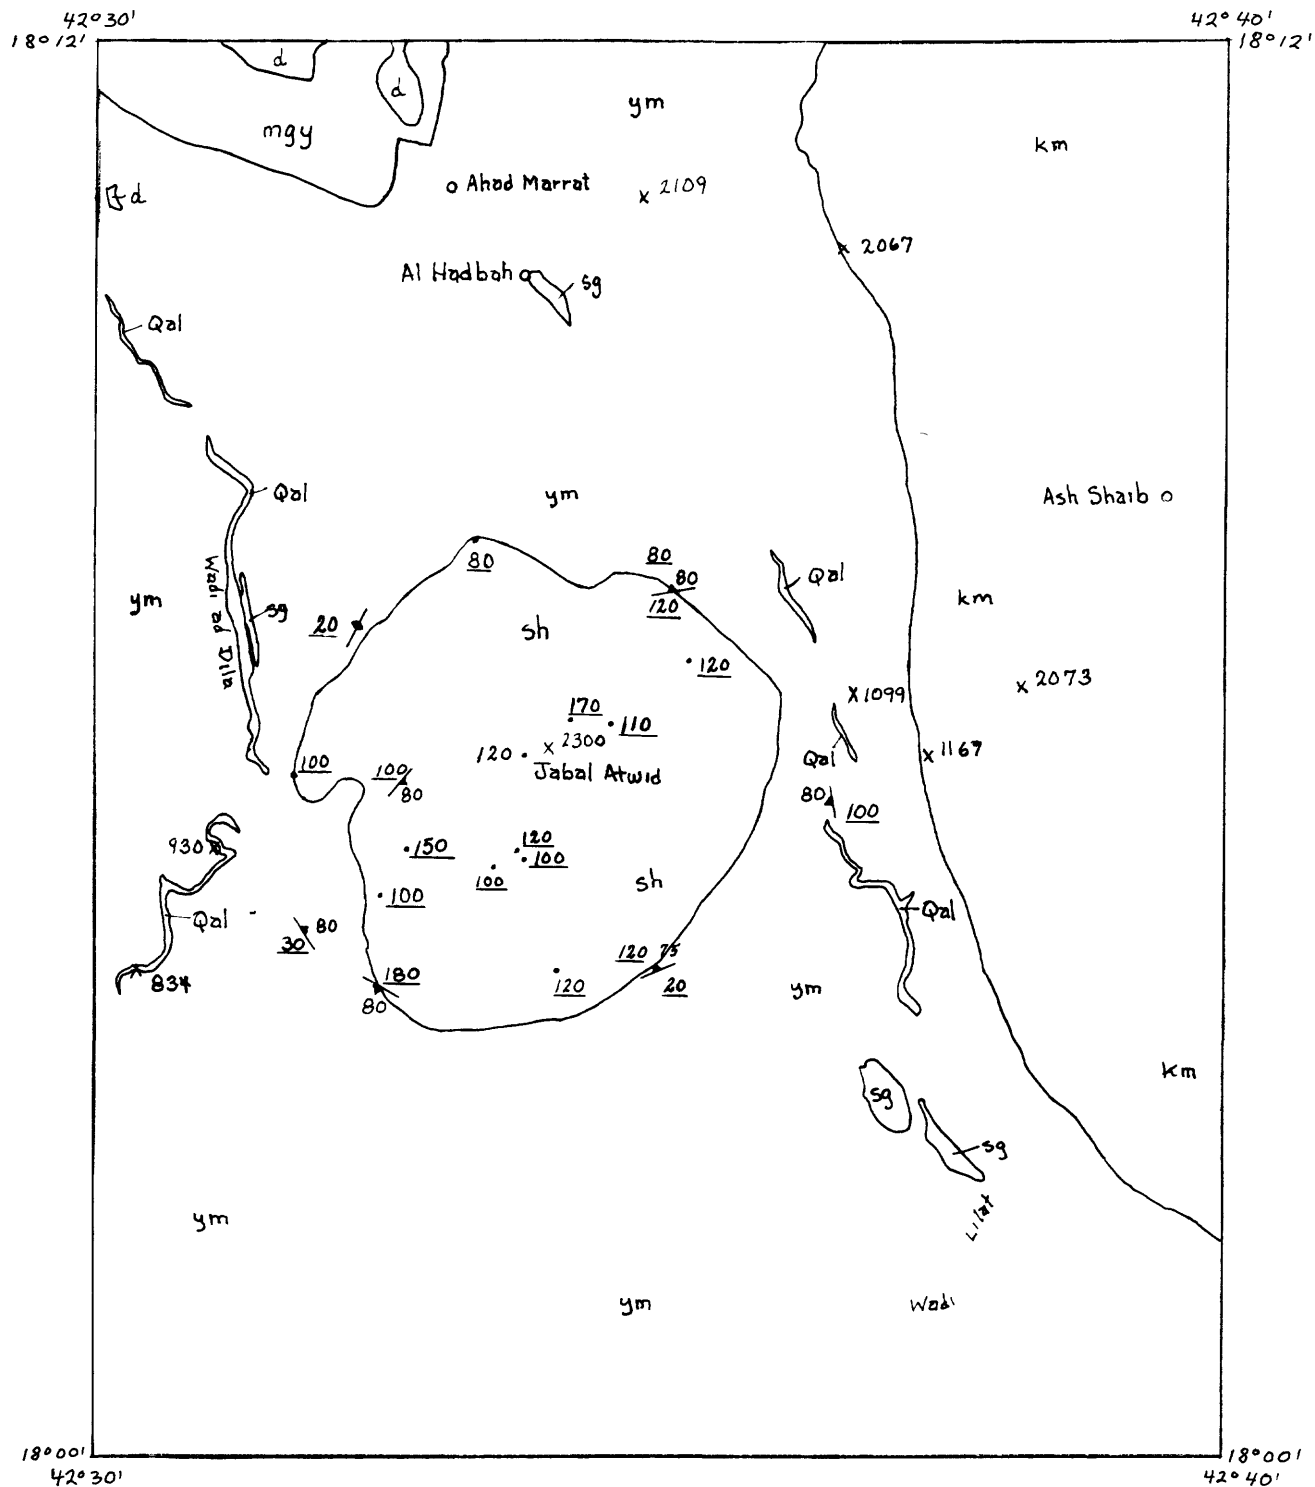 42°30'
42°40'
18°12'
18°12'
d
d
ym
mgy
km
Ahad Marrat
x 2109
d
x 2067
Al Hadbah
sg
Qal
Qal
ym
Ash Shaib
80
80
80
Qal
120
ym
sg
km
Wadi ad Dila
20
sh
120
x 2073
x 1099
170
110
120
x 2300
Jabal Atwid
Qal
x 1167
100
100
80
80
100
930
150
120
100
100
sh
100
Qal
Qal
80
30
120
75
180
20
834
120
80
ym
km
sg
sg
Lilat
ym
ym
Wadi
18°00'
18°00'
42°30'
42°40'